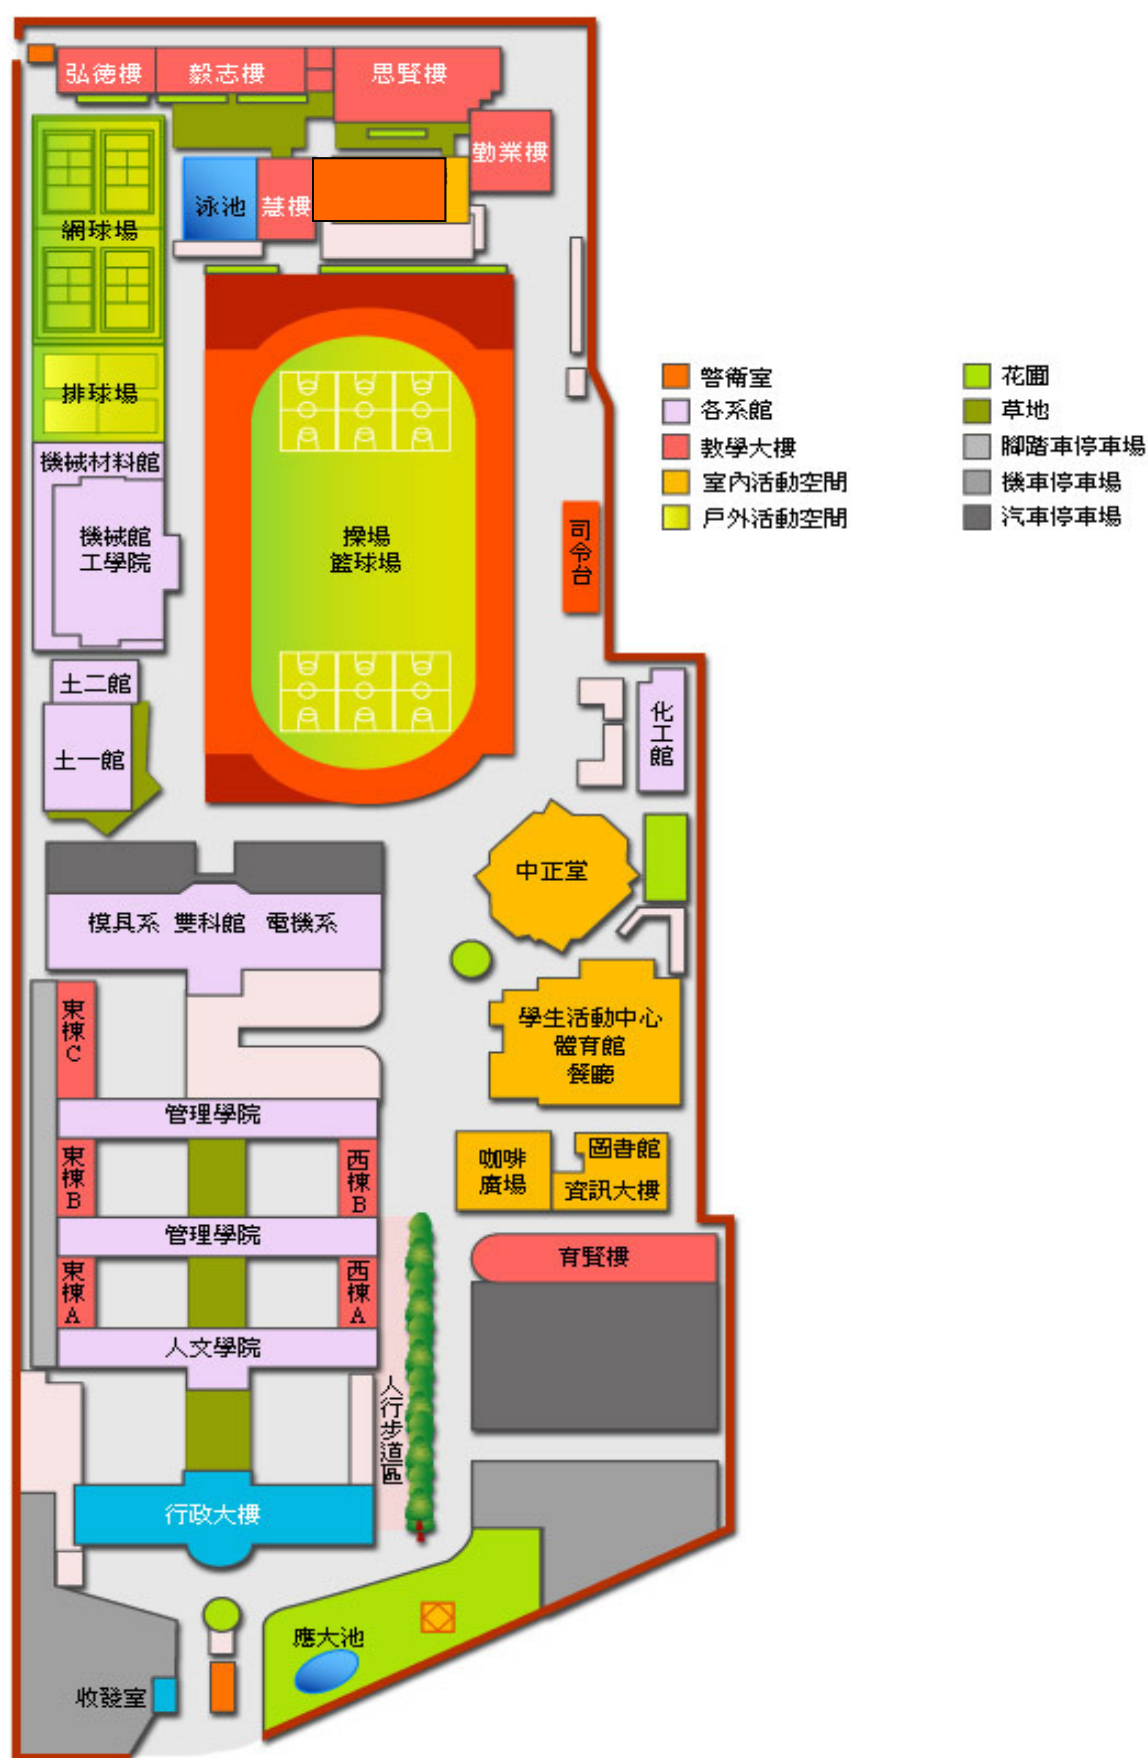 弘德樓
毅志樓
思賢樓
勤業樓
泳池
慧樓
網球場
排球場
機械材料館
機械館
工學院
操場
籃球場
司令台
警衛室
各系館
教學大樓
室內活動空間
戶外活動空間
花圃
草地
腳踏車停車場
機車停車場
汽車停車場
土二館
土一館
化工館
中正堂
模具系 雙科館 電機系
東棟C
學生活動中心
體育館
餐廳
管理學院
東棟B
西棟B
咖啡
廣場
圖書館
資訊大樓
管理學院
東棟A
西棟A
育賢樓
人文學院
人行步道區
行政大樓
應大池
收發室